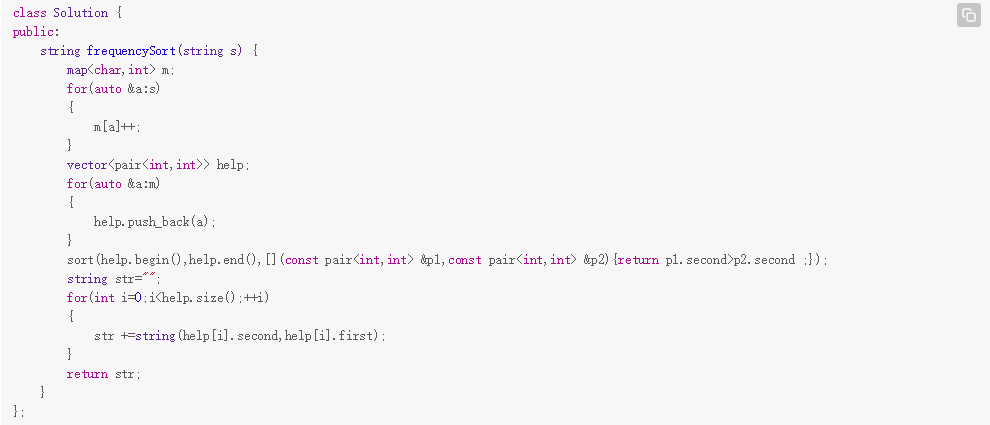 class Solution {
public:
    string frequencySort(string s) {
        map<char,int> m;
        for(auto &a:s)
        {
            m[a]++;
        }
        vector<pair<int,int>> help;
        for(auto &a:m)
        {
            help.push_back(a);
        }
        sort(help.begin(),help.end(),[](const pair<int,int> &p1,const pair<int,int> &p2){return p1.second>p2.second ;});
        string str="";
        for(int i=0;i<help.size();++i)
        {
            str +=string(help[i].second,help[i].first);
        }
        return str;
    }
};